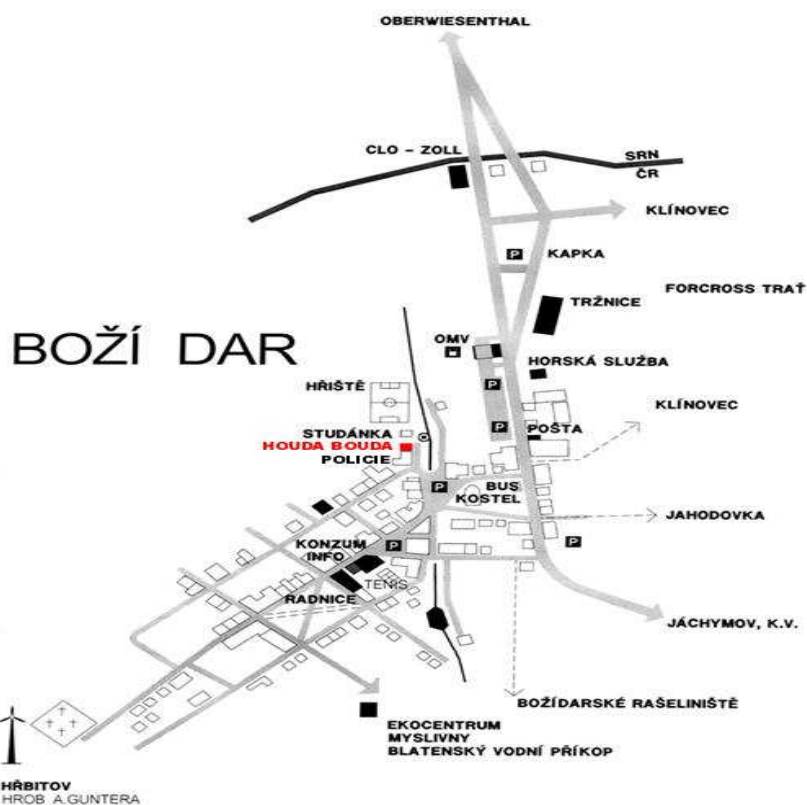 OBERWIESENTHAL
CLO - ZOLL
SRN
ČR
KLÍNOVEC
P
KAPKA
FORCROSS TRAŤ
TRŽNICE
BOŽÍ DAR
OMV
HORSKÁ SLUŽBA
P
HŘIŠTĚ
KLÍNOVEC
STUDÁNKA
P
POŠTA
HOUDA BOUDA
POLICIE
P
BUS
KOSTEL
JAHODOVKA
KONZUM
INFO
P
P
TENIS
RADNICE
JÁCHYMOV, K.V.
BOŽÍDARSKÉ RAŠELINIŠTĚ
EKOCENTRUM
MYSLIVNY
BLATENSKÝ VODNÍ PŘÍKOP
HŘBITOV
HROB A.GUNTERA